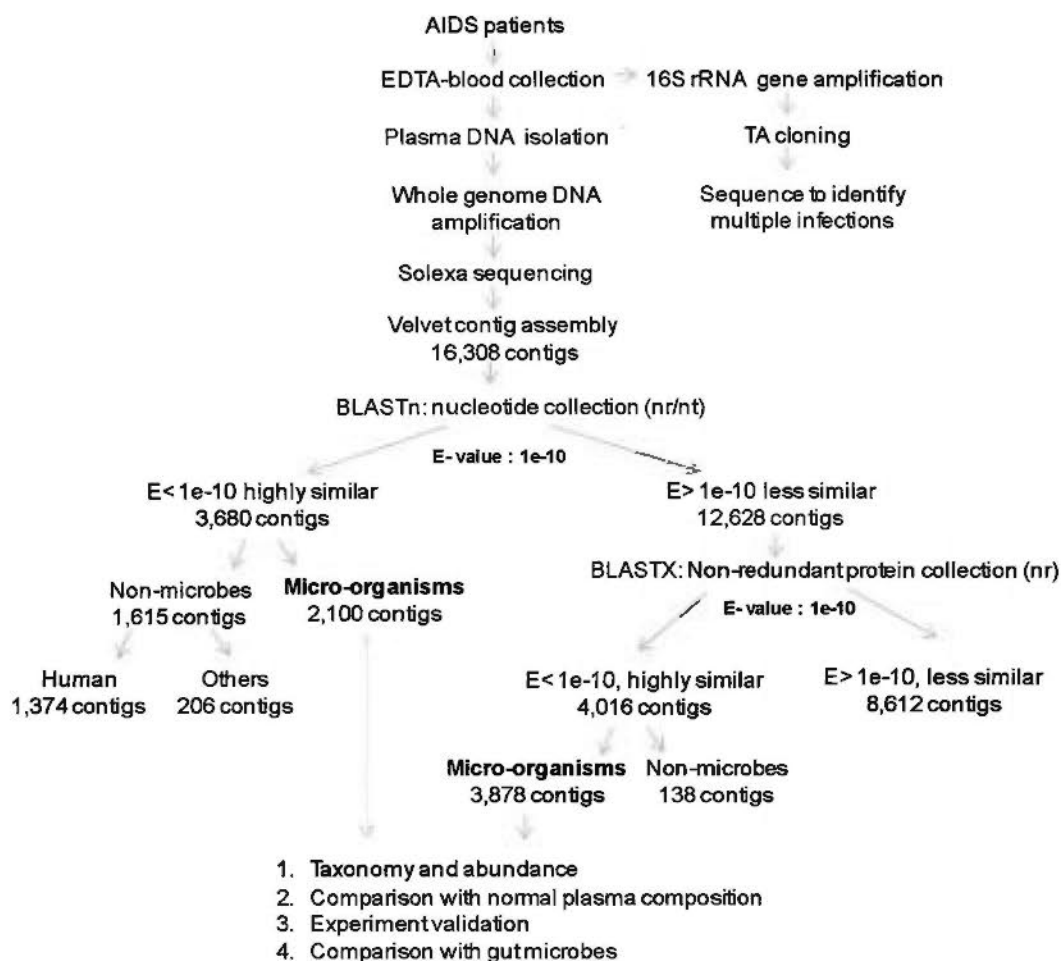 AIDS patients
EDTA-blood collection
16S rRNA gene amplification
Plasma DNA isolation
TA cloning
Whole genome DNA
amplification
Sequence to identify
multiple infections
Solexa sequencing
Velvet contig assembly
16,308 contigs
BLASTn: nucleotide collection (nr/nt)
E-value : 1e-10
E< 1e-10 highly similar
3,680 contigs
E> 1e-10 less similar
12,628 contigs
Non-microbes
1,615 contigs
Micro-organisms
2,100 contigs
BLASTX: Non-redundant protein collection (nr)
E-value : 1e-10
Human
1,374 contigs
Others
206 contigs
E< 1e-10, highly similar
4,016 contigs
E> 1e-10, less similar
8,612 contigs
Micro-organisms
3,878 contigs
Non-microbes
138 contigs
1. Taxonomy and abundance
2. Comparison with normal plasma composition
3. Experiment validation
4. Comparison with gut microbes